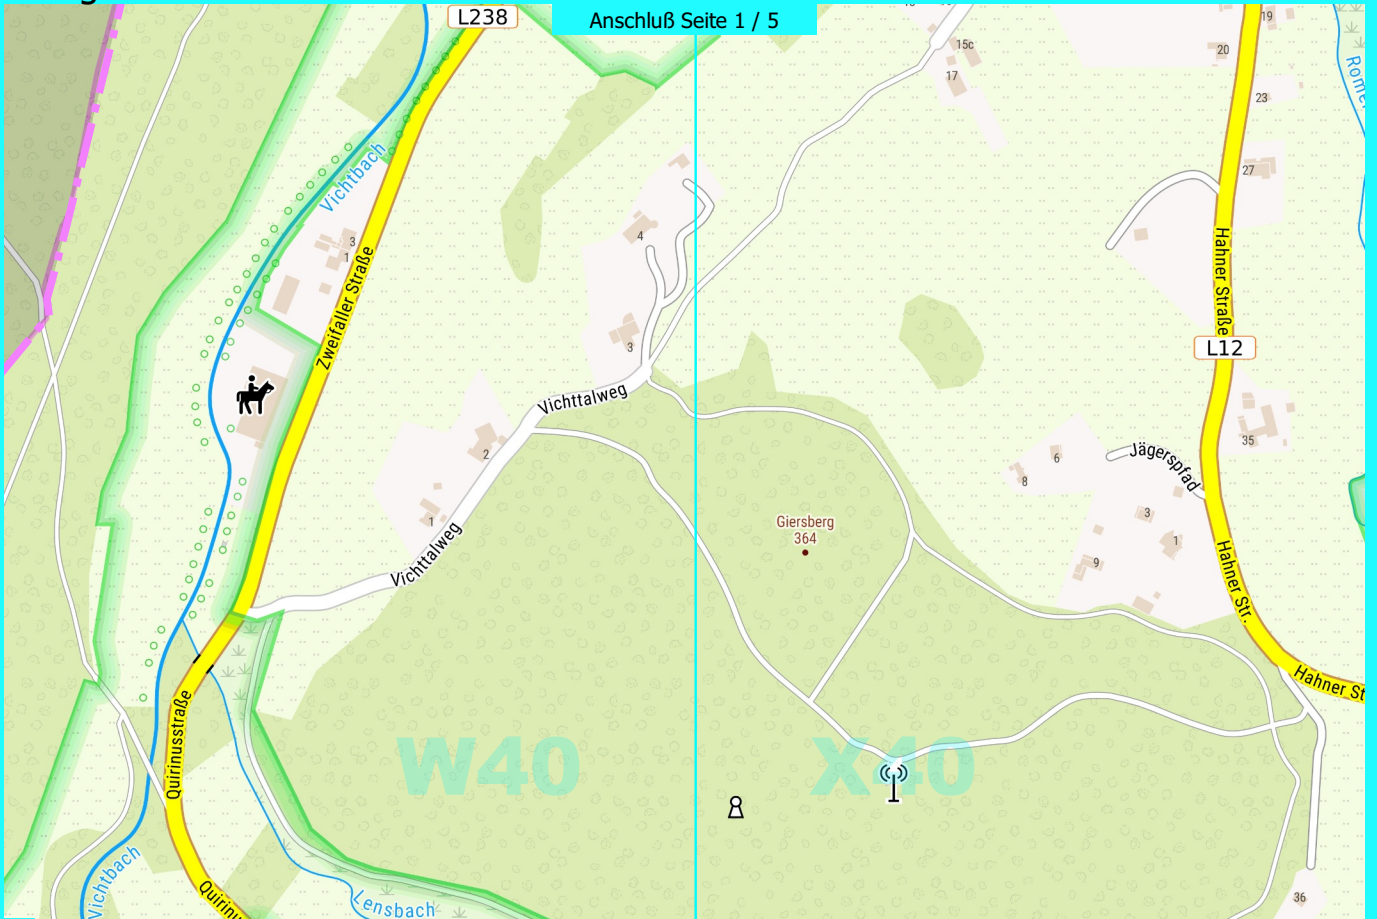 L238
Anschluß Seite 1 / 5
19
15c
20
17
23
Vichtbach
27
3
1
4
Hahner Straße
Zweifaller Straße
3
L12
Vichttalweg
2
35
Jägerspfad
6
8
1
Giersberg
364
3
1
9
Vichttalweg
Hahner Str.
Hahner St
Quirinusstraße
W40
X40
Vichtbach
Quirinu
Lensbach
36